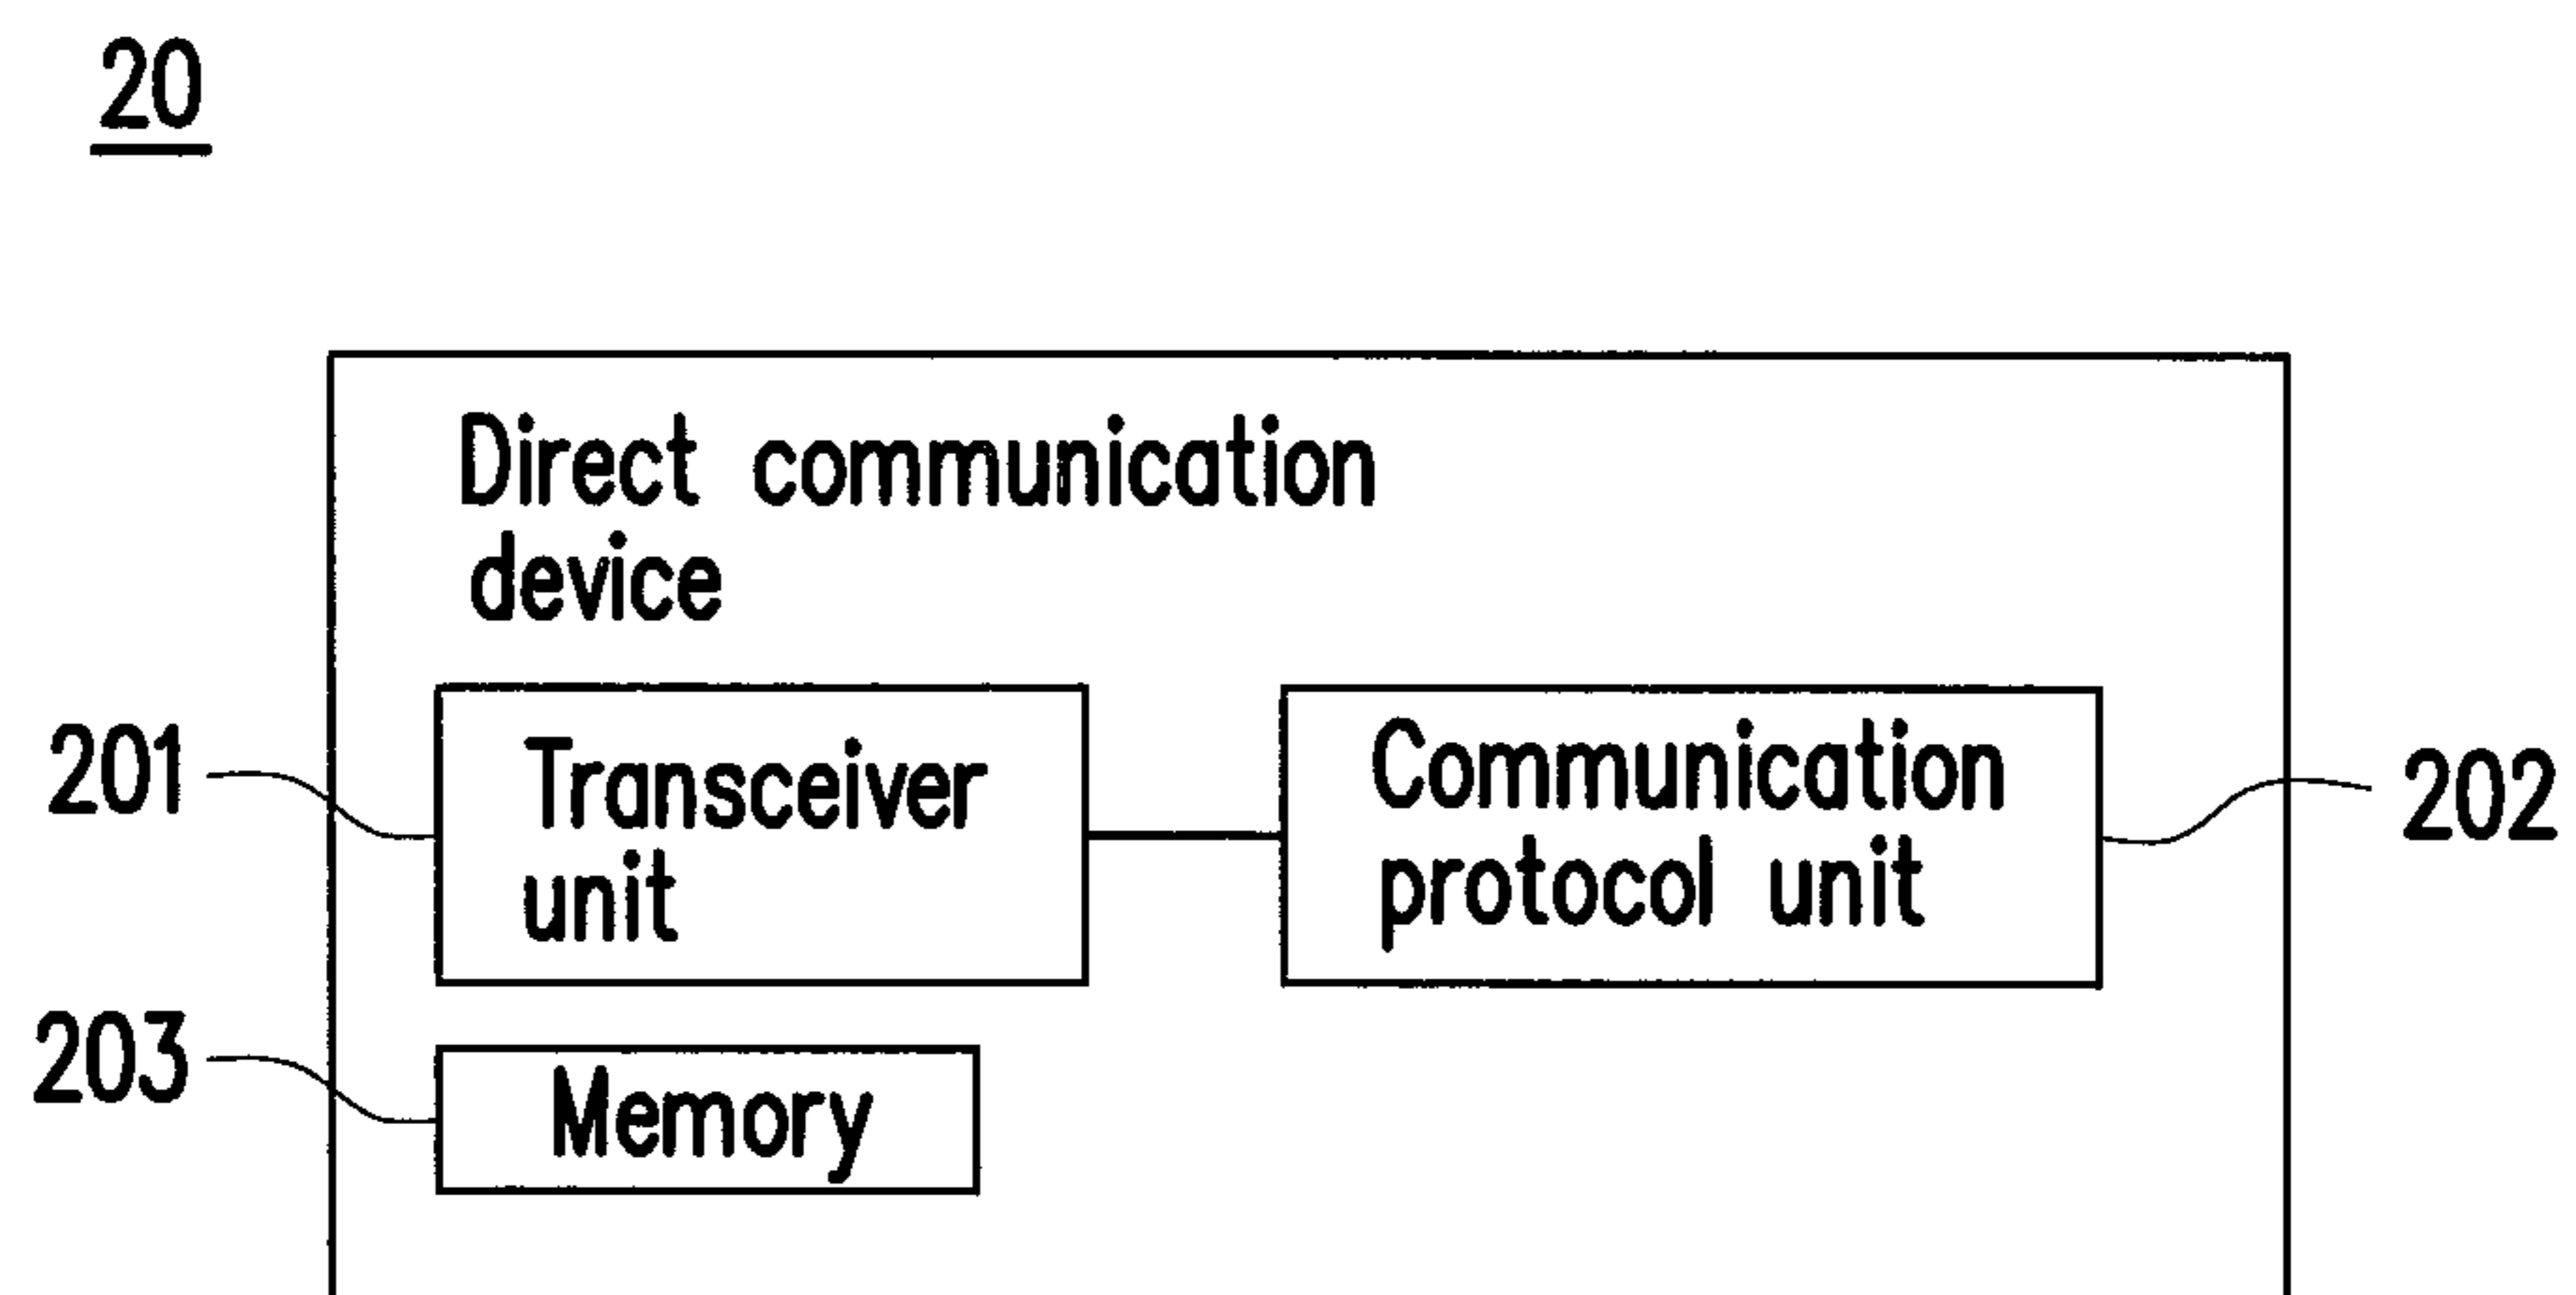 20
Direct communication
device
201
Transceiver
unit
Communication
protocol unit
202
203
Memory